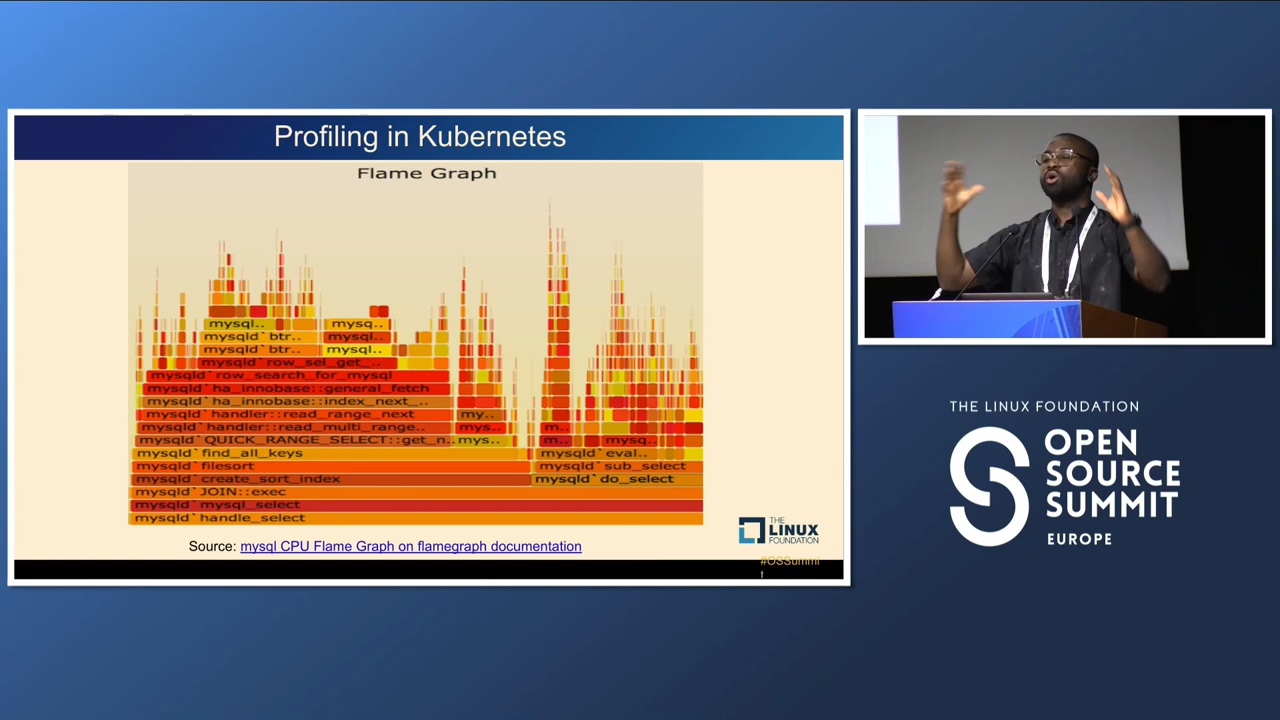 Profiling in Kubernetes
Flame Graph
mysql.. mysq..
mysqld`btr.. mysql..
mysqld`btr.. mysql..
mysqld`row_sel_get_..
mysqld`row_search_for_mysql
mysqld`ha_innobase::general_fetch
mysqld`ha_innobase::index_next_..
mysqld`handler::read_range_next my..
mysqld`handler::read_multi_range.. mys.. m..
mysqld`QUICK_RANGE_SELECT::get_n.. mys.. m.. mysq..
mysqld`find_all_keys mysqld`eval..
mysqld`filesort mysqld`sub_select
mysqld`create_sort_index mysqld`do_select
mysqld`JOIN::exec
mysqld`mysql_select
mysqld`handle_select
Source: mysql CPU Flame Graph on flamegraph documentation
THE
LINUX
FOUNDATION
#OSSummi
t
THE LINUX FOUNDATION
OPEN
SOURCE
SUMMIT
EUROPE